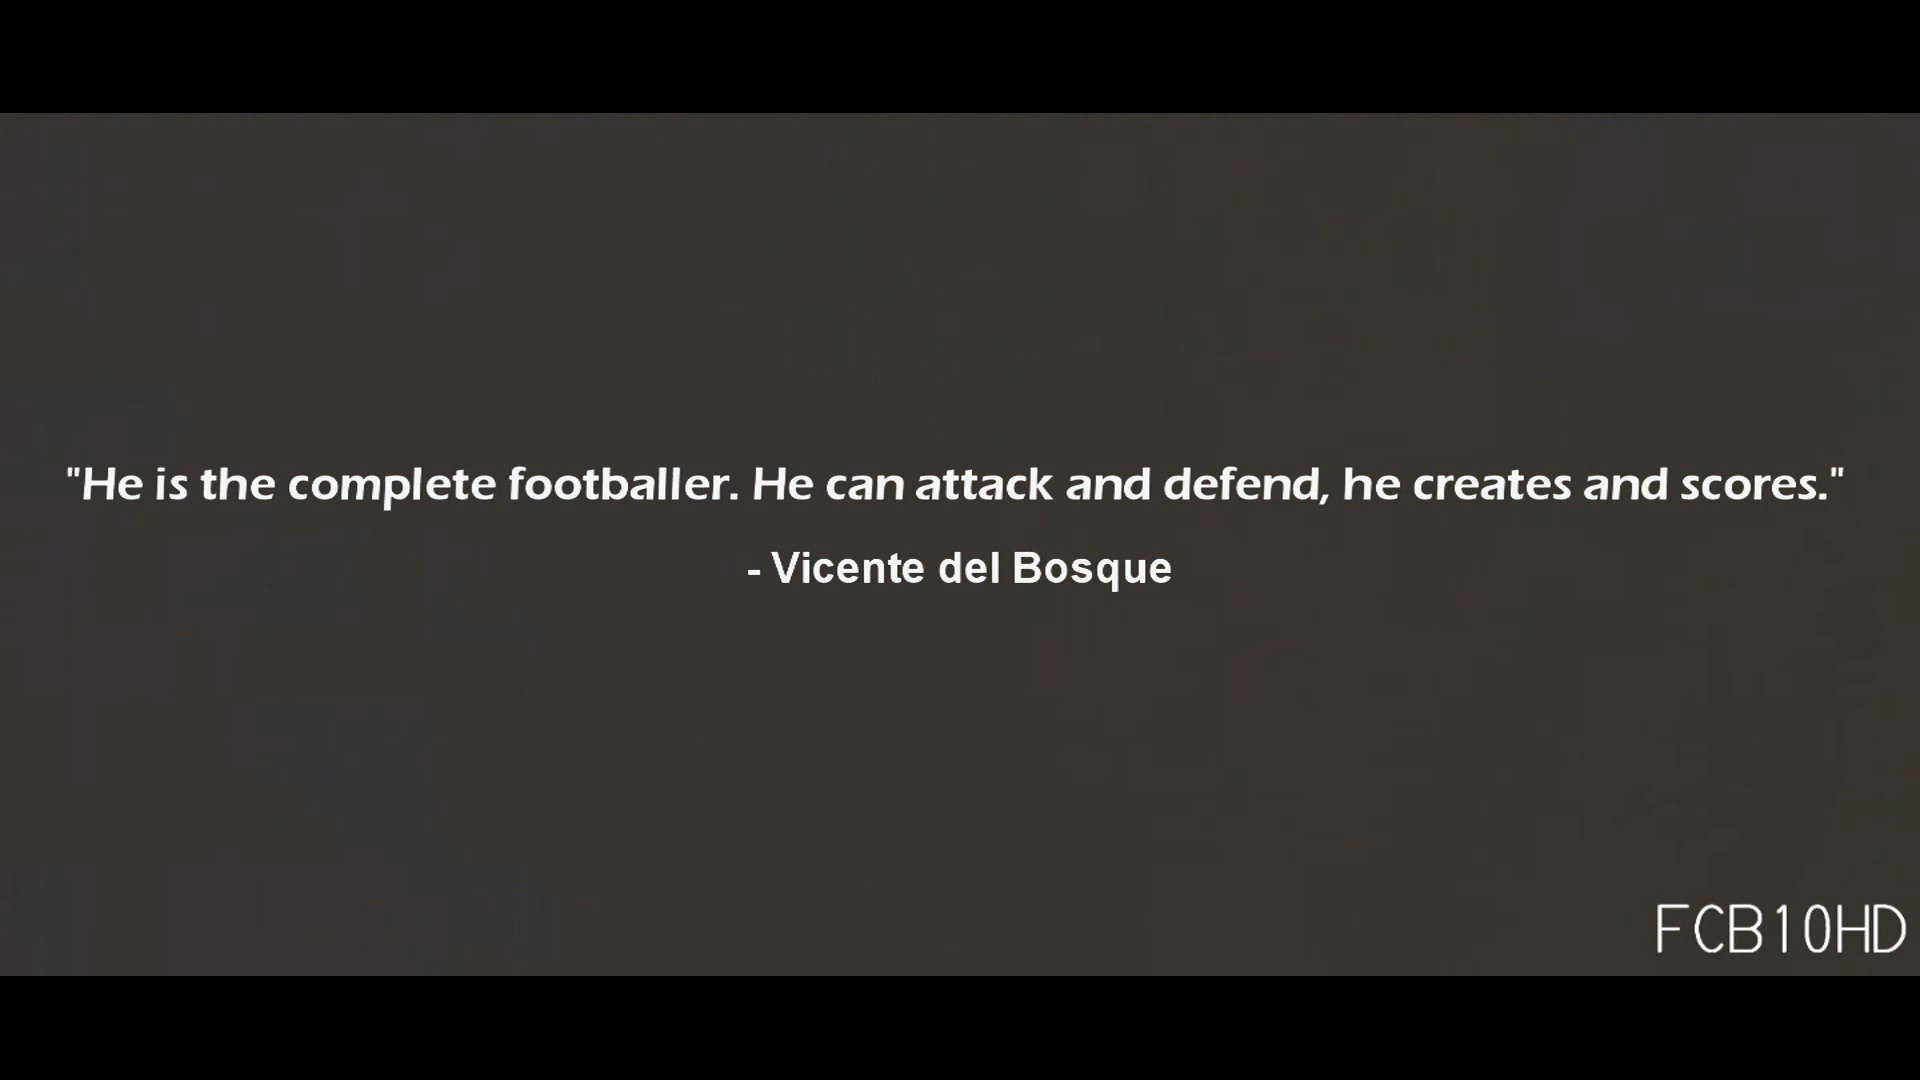 "He is the complete footballer. He can attack and defend, he creates and scores."
- Vicente del Bosque
FCB10HD